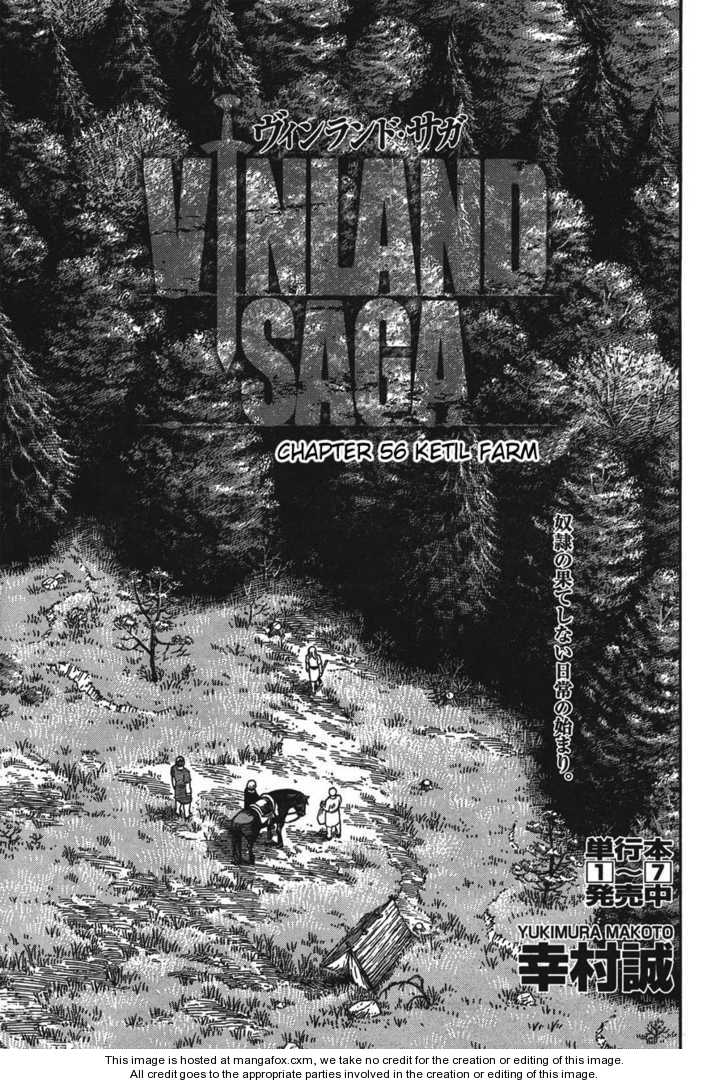 ヴィンランド・サガ
VINLAND
SAGA
CHAPTER 56 KETIL FARM
奴隷の果てしない日常の始まり。
単行本
1~7
発売中
YUKIMURA MAKOTO
幸村誠
This image is hosted at mangafox.cxm, we take no credit for the creation or editing of this image.
All credit goes to the appropriate parties involved in the creation or editing of this image.